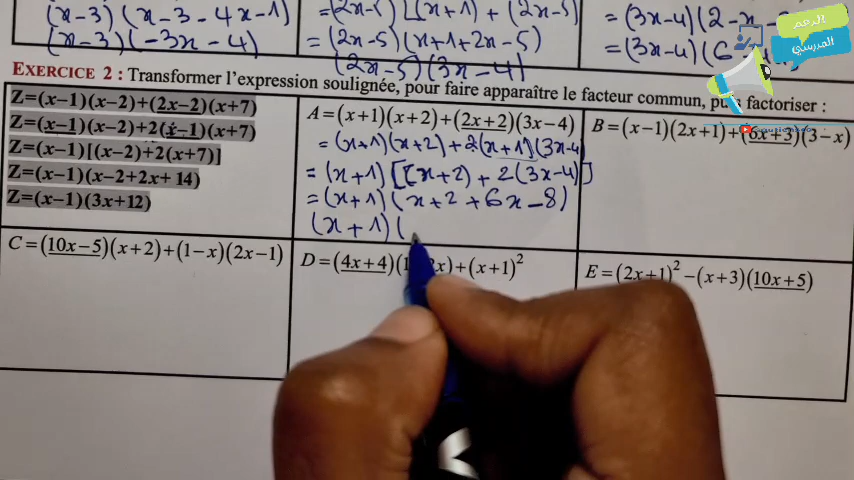 (x-3)(x-3-4x-1)
(x-3)(-3x-4)
=(2x-5)[(x+1)+(2x-5)
=(2x-5)(x+1+2x-5)
(2x-5)(3x-4)
=(3x-4)(2-x
=(3x-4)(6
الدعم
المدرسي
EXERCICE 2 : Transformer l'expression soulignée, pour faire apparaître le facteur commun, puis factoriser :
Z=(x−1)(x−2)+(2x−2)(x+7)
Z=(x−1)(x−2)+2(x−1)(x+7)
Z=(x−1)[(x−2)+2(x+7)]
Z=(x−1)(x−2+2x+14)
Z=(x−1)(3x+12)
A=(x+1)(x+2)+(2x+2)(3x−4)
=(x+1)(x+2)+2(x+1)(3x-4
=(x+1)[(x+2)+2(3x-4)]
=(x+1)(x+2+6x-8)
(x+1)(
B=(x−1)(2x+1)+(6x+3)(3−x)
C=(10x−5)(x+2)+(1−x)(2x−1)
D=(4x+4)(1 2x)+(x+1)²
E=(2x+1)²−(x+3)(10x+5)